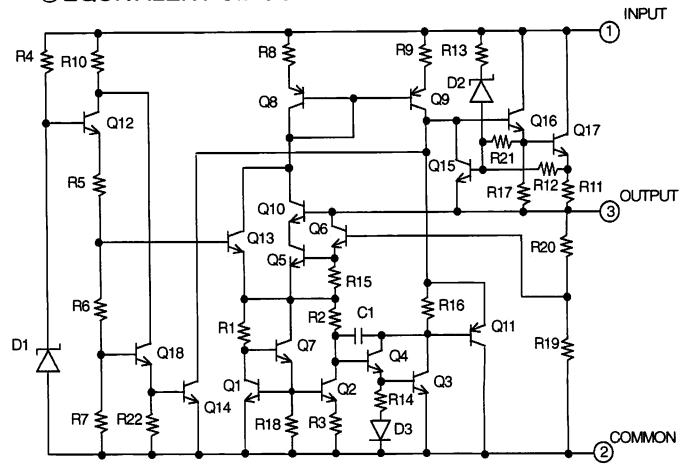 INPUT
1
R4
R10
R8
R9
R13
D2
Q8
Q9
Q16
Q17
Q12
R21
Q15
R12
R5
R17
R11
OUTPUT
3
Q10
Q6
Q13
R20
Q5
R15
R6
R1
R2
C1
R16
Q7
Q11
D1
Q18
Q4
R19
Q1
Q2
Q3
Q14
R14
R7
R22
R18
R3
D3
COMMON
2